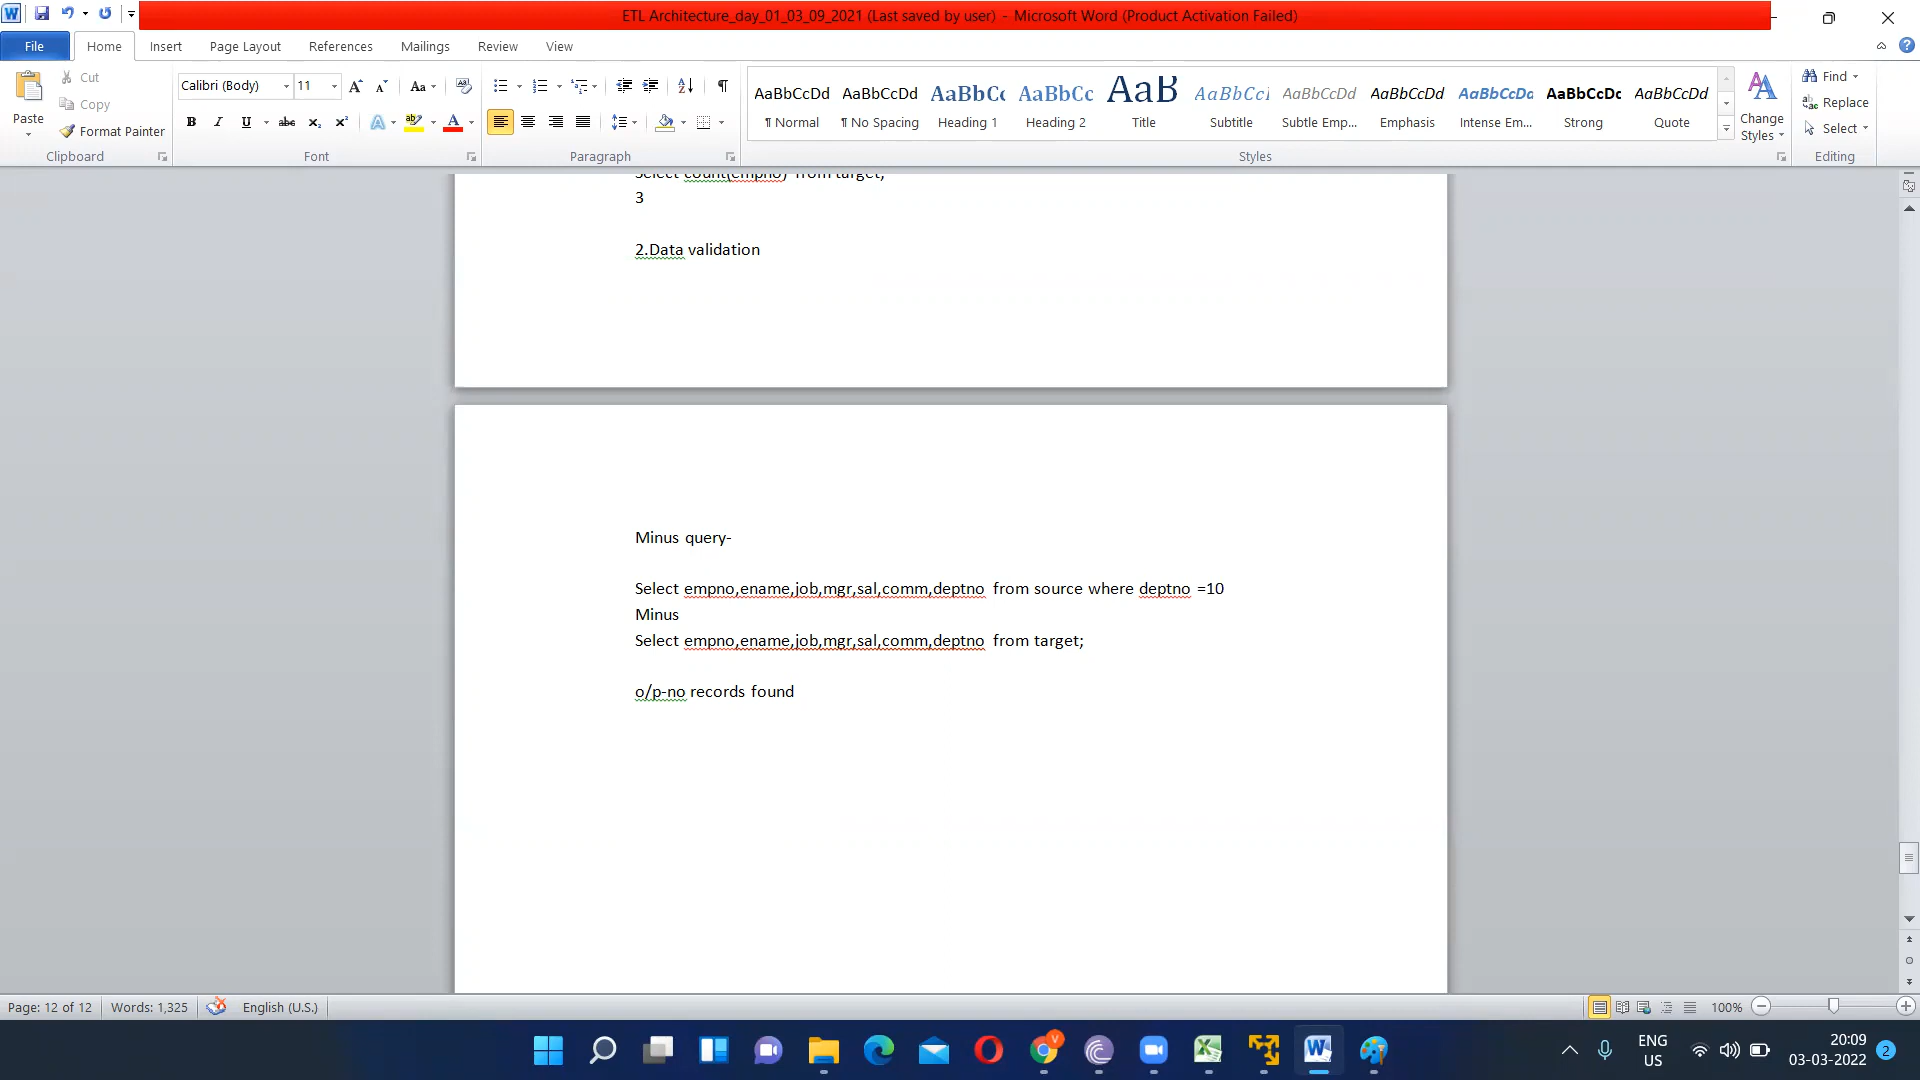 ETL Architecture_day_01_03_09_2021 (Last saved by user) - Microsoft Word (Product Activation Failed)
File Home Insert Page Layout References Mailings Review View
Paste
Cut
Copy
Format Painter
Clipboard
Calibri (Body) 11
Font
Paragraph
AaBbCcDd AaBbCcDd AaBbCc AaBbCc AaB AaBbCcI AaBbCcDd AaBbCcDd AaBbCcDd AaBbCcDc AaBbCcDd
¶ Normal ¶ No Spacing Heading 1 Heading 2 Title Subtitle Subtle Emp... Emphasis Intense Em... Strong Quote
Styles
Change
Styles
Find
Replace
Select
Editing
Select count(empno) from target;
3
2.Data validation
Minus query-
Select empno,ename,job,mgr,sal,comm,deptno from source where deptno =10
Minus
Select empno,ename,job,mgr,sal,comm,deptno from target;
o/p-no records found
Page: 12 of 12 Words: 1,325 English (U.S.) 100%
ENG
US
20:09
03-03-2022
2